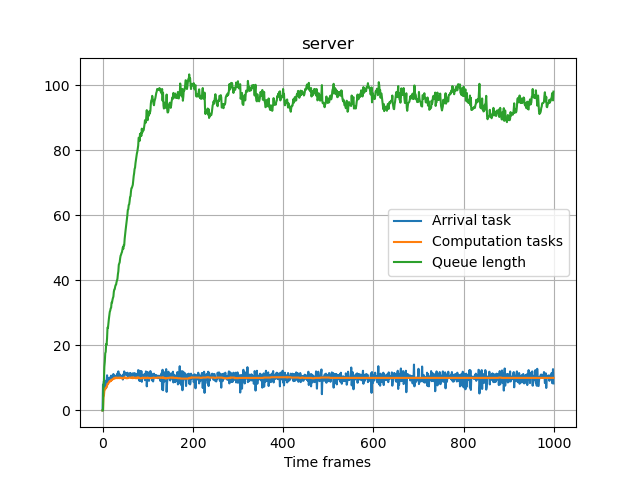 server
100
80
60
40
20
0
Arrival task
Computation tasks
Queue length
0 200 400 600 800 1000
Time frames